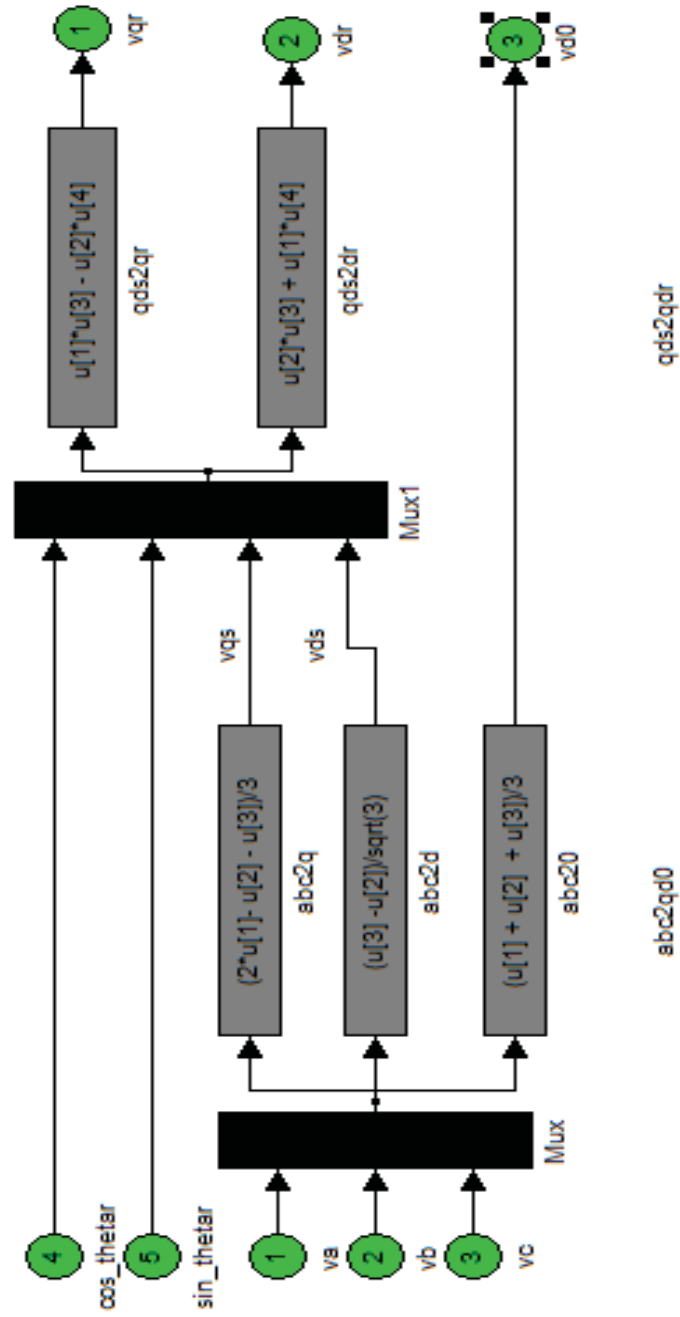 4
u[1]*u[3] - u[2]*u[4]
1
cos_thetar
qds2qr
vqr
5
sin_thetar
vqs
(2*u[1]- u[2] - u[3])/3
1
u[2]*u[3] + u[1]*u[4]
2
abc2q
vds
va
qds2dr
vdr
2
(u[3] -u[2])/sqrt(3)
Mux1
vb
abc2d
3
(u[1] + u[2]  + u[3])/3
3
vc
Mux
abc20
vd0
abc2qd0
qds2qdr